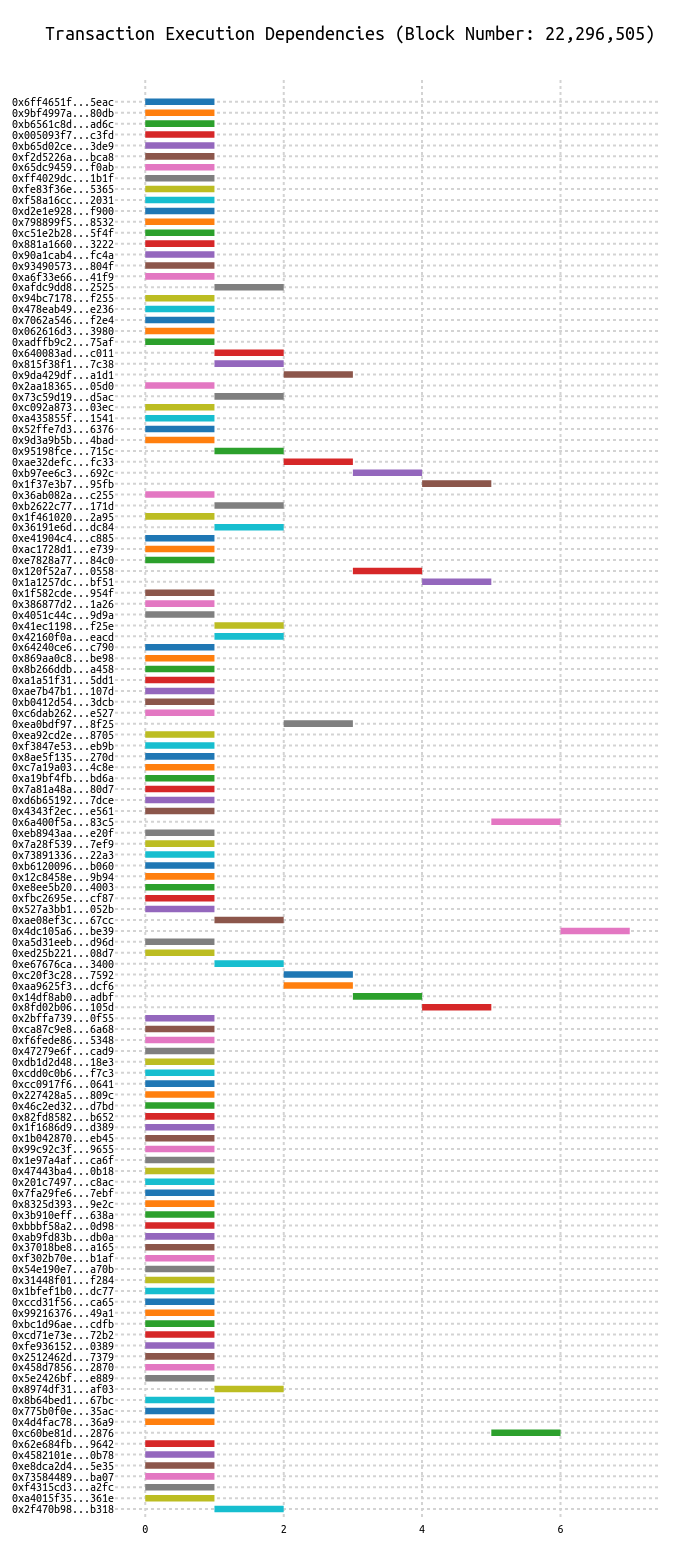 Transaction Execution Dependencies (Block Number: 22,296,505)
0x6ff4651f...5eac
0x9bf4997a...80db
0xb6561c8d...ad6c
0x005093f7...c3fd
0xb65d02ce...3de9
0xf2d5226a...bca8
0x65dc9459...f0ab
0xff4029dc...1b1f
0xfe83f36e...5365
0xf58a16cc...2031
0xd2e1e928...f900
0x798899f5...8532
0xc51e2b28...5f4f
0x881a1660...3222
0x90a1cab4...fc4a
0x93490573...804f
0xa6f33e66...41f9
0xafdc9dd8...2525
0x94bc7178...f255
0x478eab49...e236
0x7062a546...f2e4
0x062616d3...3980
0xadffb9c2...75af
0x640083ad...c011
0x815f38f1...7c38
0x9da429df...a1d1
0x2aa18365...05d0
0x73c59d19...d5ac
0xc092a873...03ec
0xa435855f...1541
0x52ffe7d3...6376
0x9d3a9b5b...4bad
0x95198fce...715c
0xae32defc...fc33
0xb97ee6c3...692c
0x1f37e3b7...95fb
0x36ab082a...c255
0xb2622c77...171d
0x1f461020...2a95
0x36191e6d...dc84
0xe41904c4...c885
0xac1728d1...e739
0xe7828a77...84c0
0x120f52a7...0558
0x1a1257dc...bf51
0x1f582cde...954f
0x386877d2...1a26
0x4051c44c...9d9a
0x41ec1198...f25e
0x42160f0a...eacd
0x64240ce6...c790
0x869aa0c8...be98
0x8b266ddb...a458
0xa1a51f31...5dd1
0xae7b47b1...107d
0xb0412d54...3dcb
0xc6dab262...e527
0xea0bdf97...8f25
0xea92cd2e...8705
0xf3847e53...eb9b
0x8ae5f135...270d
0xc7a19a03...4c8e
0xa19bf4fb...bd6a
0x7a81a48a...80d7
0xd6b65192...7dce
0x4343f2ec...e561
0x6a400f5a...83c5
0xeb8943aa...e20f
0x7a28f539...7ef9
0x73891336...22a3
0xb6120096...b060
0x12c8458e...9b94
0xe8ee5b20...4003
0xfbc2695e...cf87
0x527a3bb1...052b
0xae08ef3c...67cc
0x4dc105a6...be39
0xa5d31eeb...d96d
0xed25b221...08d7
0xe67676ca...3400
0xc20f3c28...7592
0xaa9625f3...dcf6
0x14df8ab0...adbf
0x8fd02b06...105d
0x2bffa739...0f55
0xca87c9e8...6a68
0xf6fede86...5348
0x47279e6f...cad9
0xdb1d2d48...18e3
0xcdd0c0b6...f7c3
0xcc0917f6...0641
0x227428a5...809c
0x46c2ed32...d7bd
0x82fd8582...b652
0x1f1686d9...d389
0x1b042870...eb45
0x99c92c3f...9655
0x1e97a4af...ca6f
0x47443ba4...0b18
0x201c7497...c8ac
0x7fa29fe6...7ebf
0x8325d393...9e2c
0x3b910eff...638a
0xbbbf58a2...0d98
0xab9fd83b...db0a
0x37018be8...a165
0xf302b70e...b1af
0x54e190e7...a70b
0x31448f01...f284
0x1bfef1b0...dc77
0xccd31f56...ca65
0x99216376...49a1
0xbc1d96ae...cdfb
0xcd71e73e...72b2
0xfe936152...0389
0x2512462d...7379
0x458d7856...2870
0x5e2426bf...e889
0x8974df31...af03
0x8b64bed1...67bc
0x775b0f0e...35ac
0x4d4fac78...36a9
0xc60be81d...2876
0x62e684fb...9642
0x4582101e...0b78
0xe8dca2d4...5e35
0x73584489...ba07
0xf4315cd3...a2fc
0xa4015f35...361e
0x2f470b98...b318
0 2 4 6